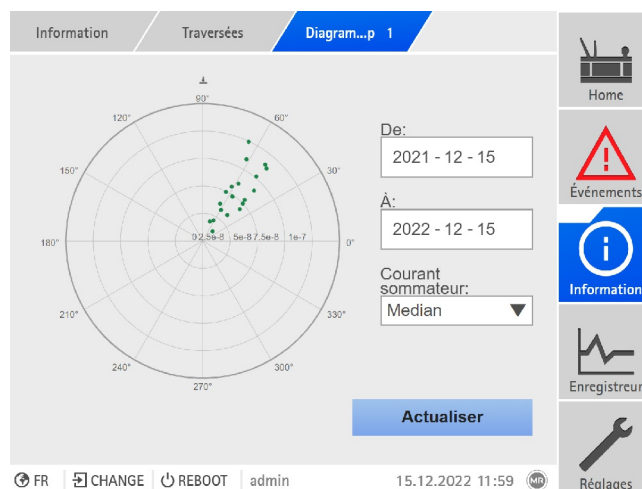 Information
Traversées
Diagram...p 1
Home
Événements
Information
Enregistreur
Réglages
90°
120°
60°
150°
30°
180°
0 2.5e-8 5e-8 7.5e-8 1e-7
0°
210°
330°
240°
300°
270°
De:
2021 - 12 - 15
À:
2022 - 12 - 15
Courant
sommateur:
Median
Actualiser
FR
CHANGE
REBOOT
admin
15.12.2022 11:59
MR